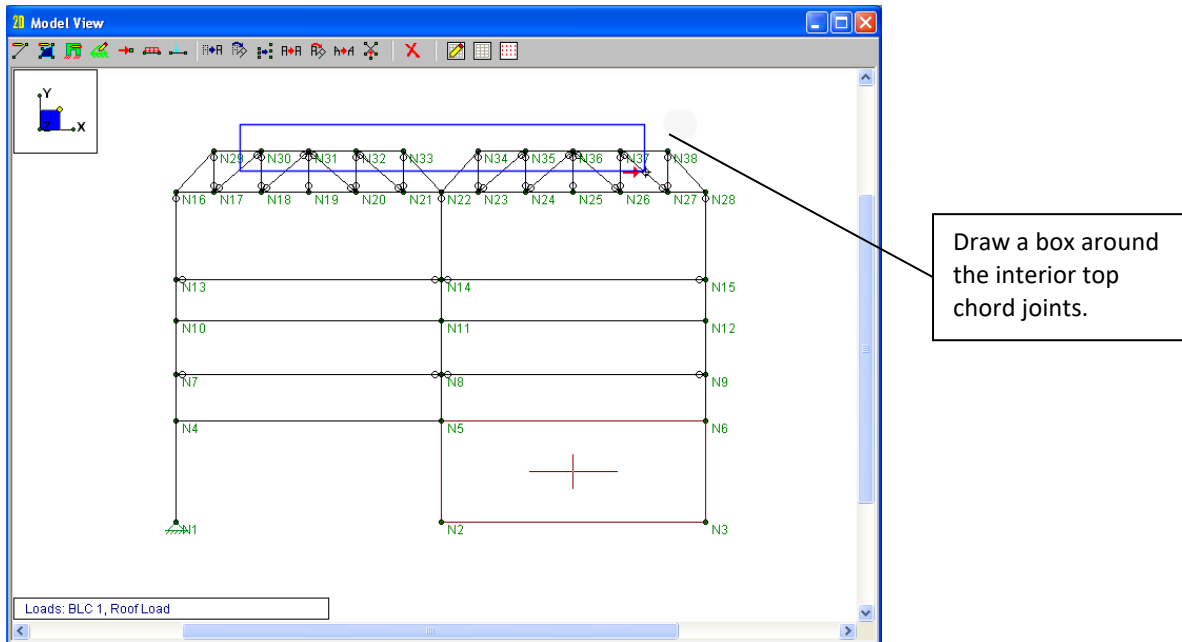 2D Model View
Y
Z X
N29 N30 N31 N32 N33 N34 N35 N36 N37 N38
N16 N17 N18 N19 N20 N21 N22 N23 N24 N25 N26 N27 N28
Draw a box around
the interior top
chord joints.
N13 N14 N15
N10 N11 N12
N7 N8 N9
N4 N5 N6
N1 N2 N3
Loads: BLC 1, Roof Load